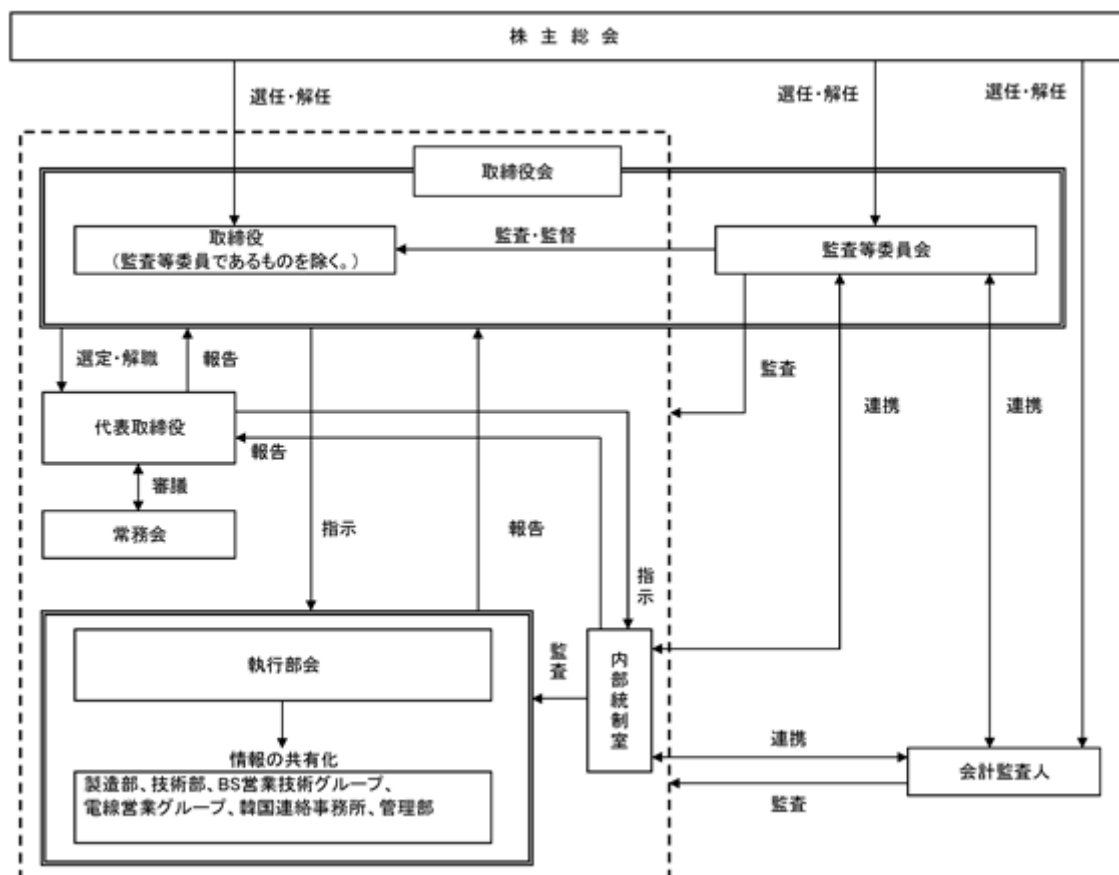 株 主 総 会
選任・解任
選任・解任
選任・解任
取締役会
取締役
（監査等委員であるものを除く。）
監査・監督
監査等委員会
選定・解職
報告
監査
連携
連携
代表取締役
報告
審議
常務会
指示
報告
指示
執行部会
監査
内部統制室
情報の共有化
製造部、技術部、BS営業技術グループ、
電線営業グループ、韓国連絡事務所、管理部
連携
会計監査人
監査